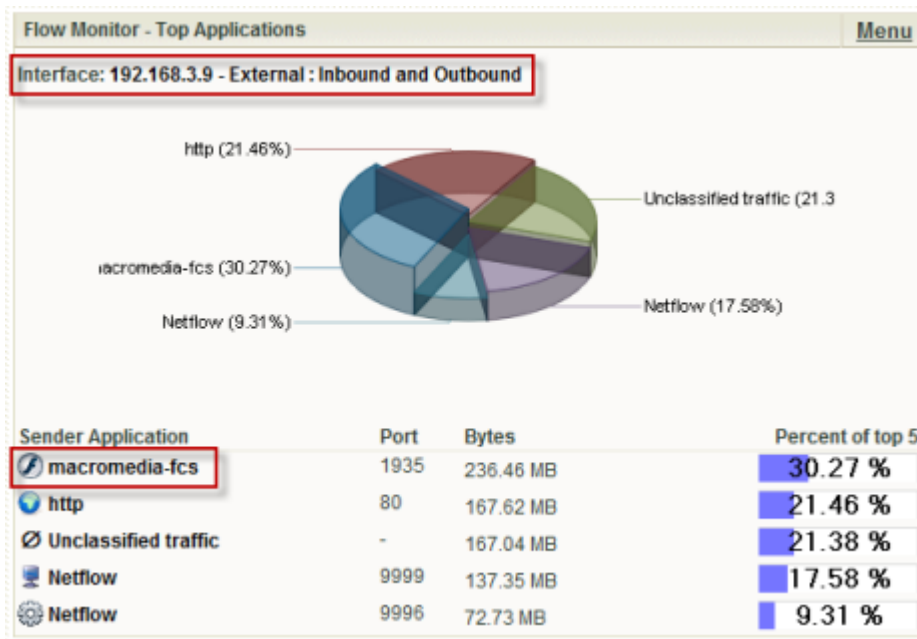 Flow Monitor - Top Applications Menu
Interface: 192.168.3.9 - External : Inbound and Outbound
http (21.46%)
Unclassified traffic (21.3
acromedia-fcs (30.27%)
Netflow (17.58%)
Netflow (9.31%)
Sender Application Port Bytes Percent of top 5
macromedia-fcs 1935 236.46 MB 30.27 %
http 80 167.62 MB 21.46 %
Unclassified traffic - 167.04 MB 21.38 %
Netflow 9999 137.35 MB 17.58 %
Netflow 9996 72.73 MB 9.31 %